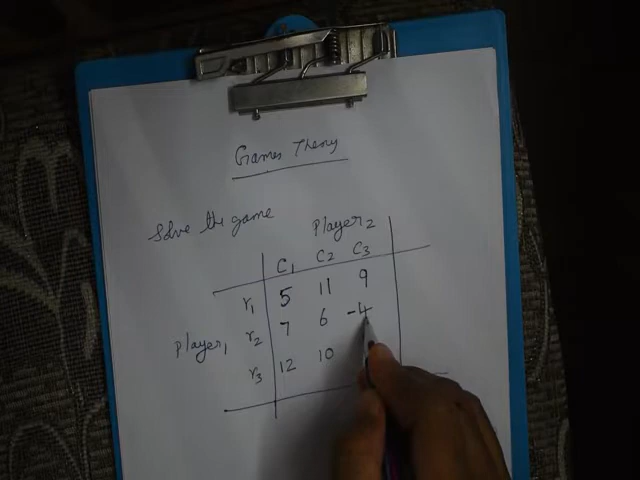 Games Theory
Solve the game
Player 2
C1 C2 C3
r1 5 11 9
Player 1 r2 7 6 -4
r3 12 10